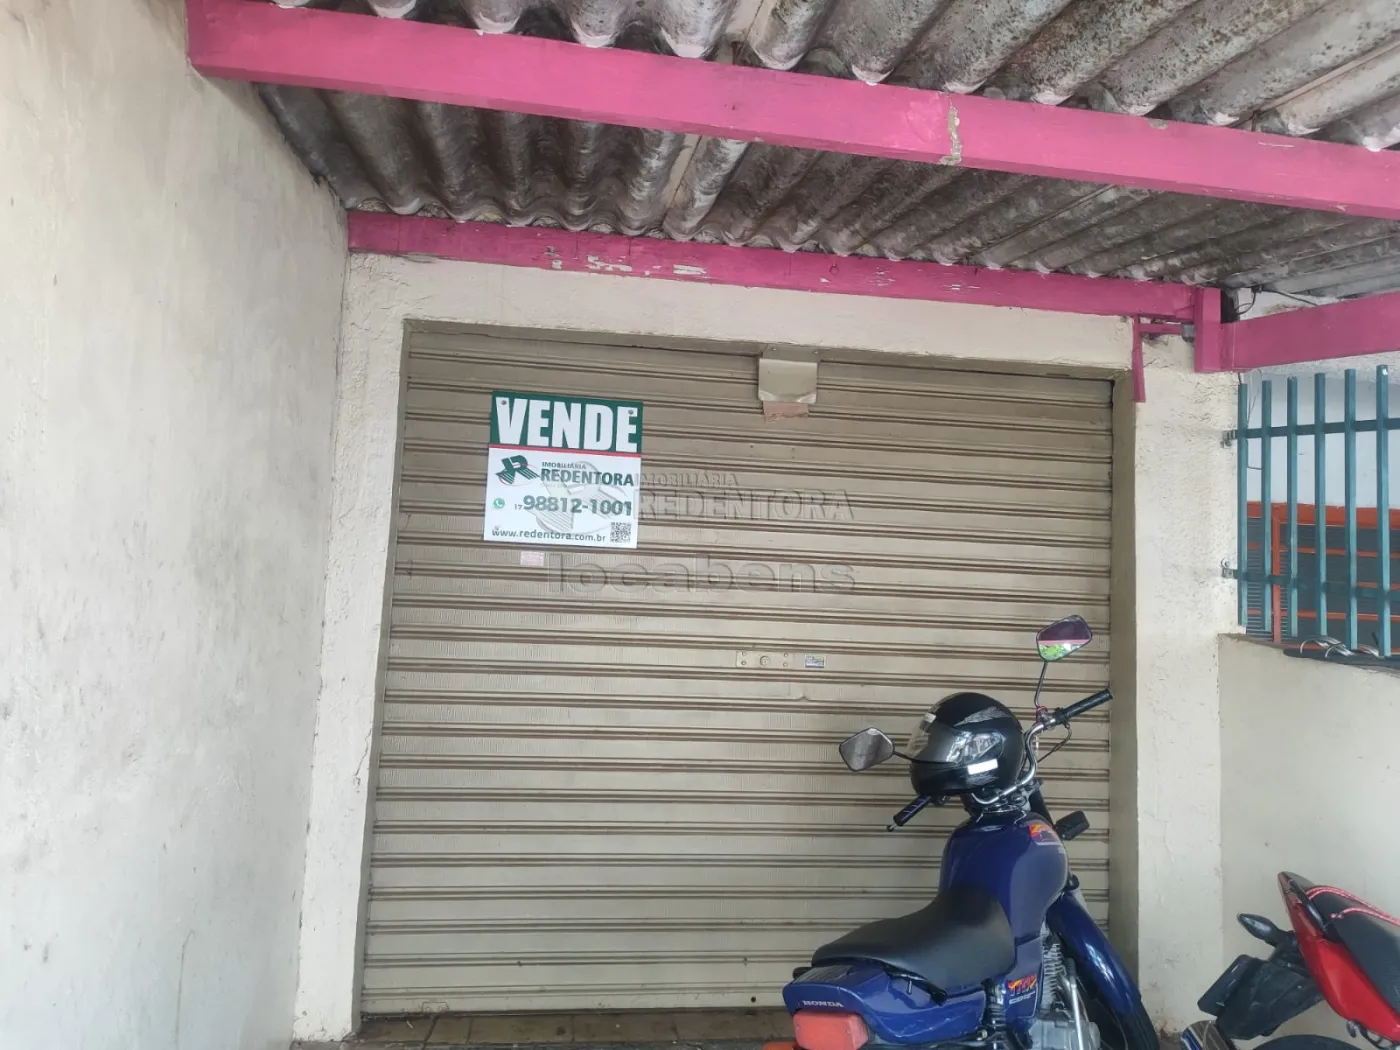 VENDE
IMOBILIÁRIA
REDENTORA
17 98812-1001
www.redentora.com.br
IMOBILIÁRIA
REDENTORA
locabens
HONDA